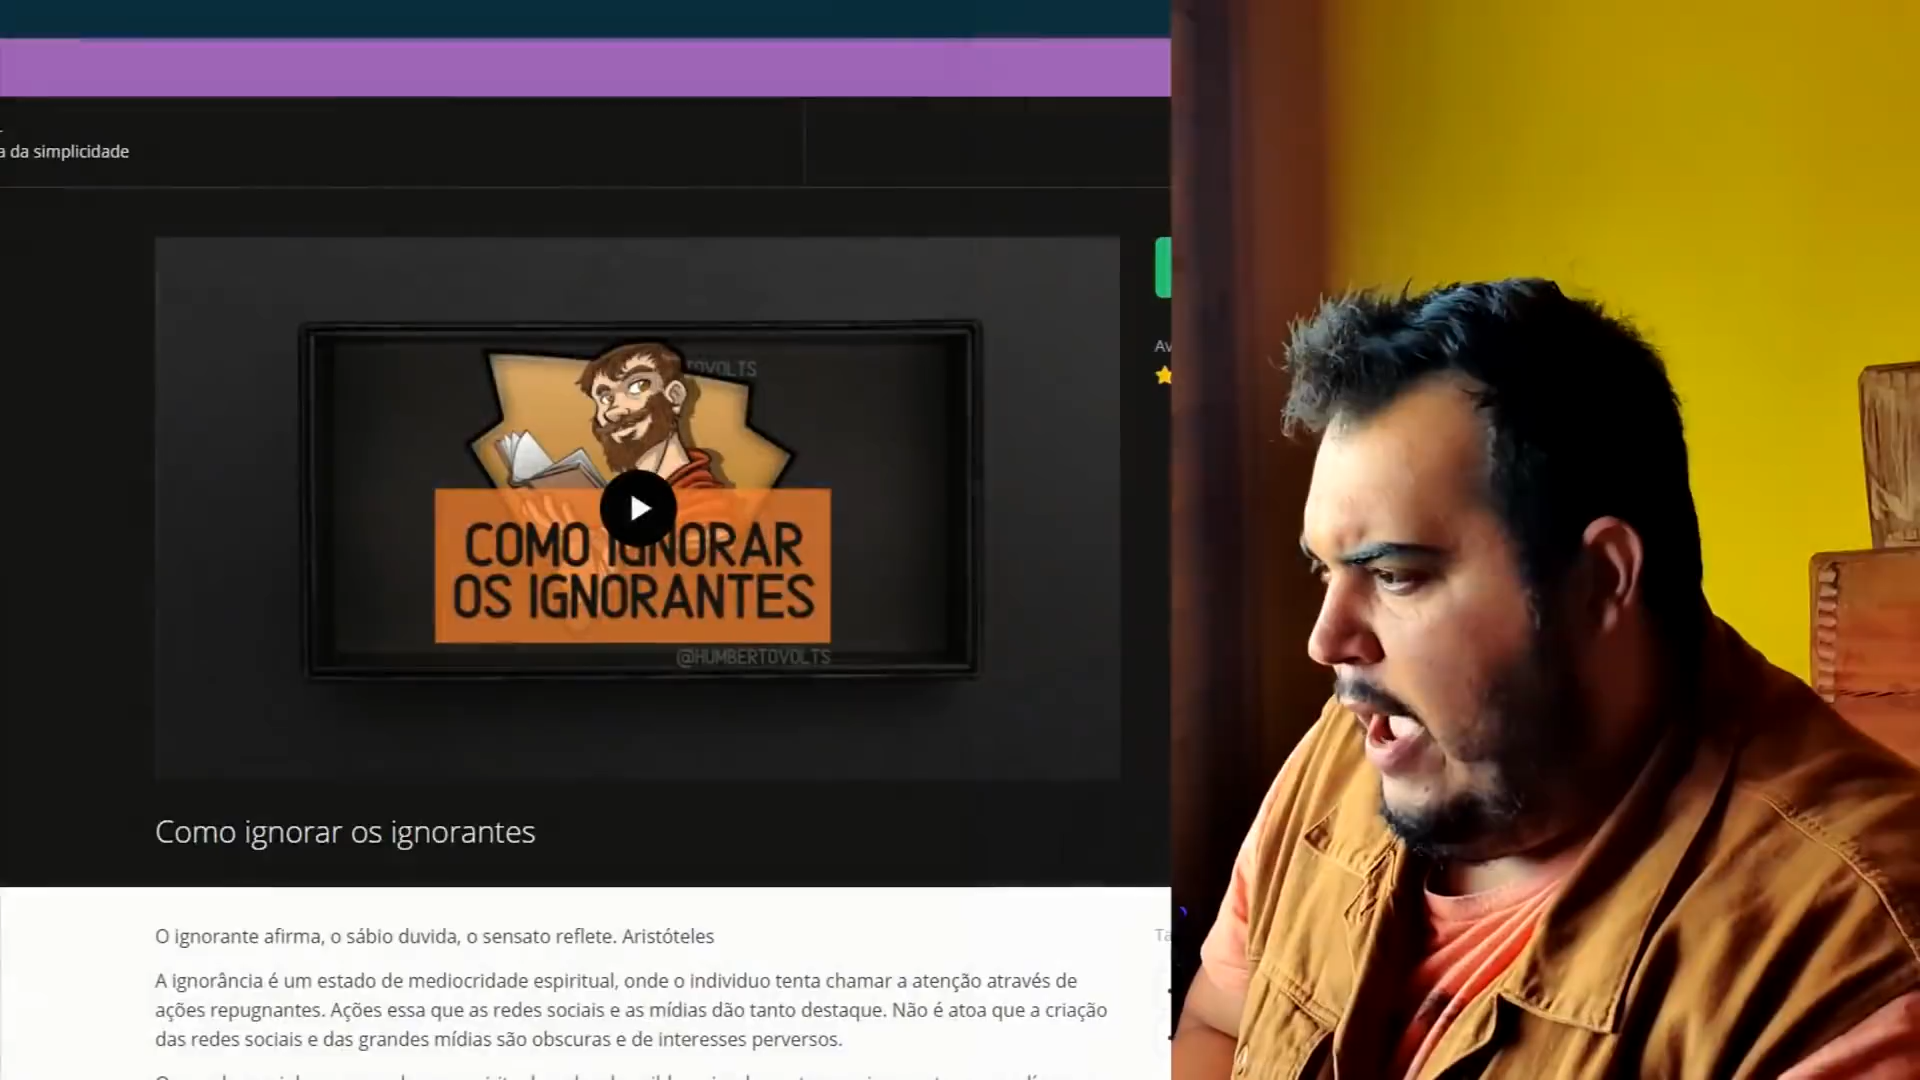 a da simplicidade
TOVOLTS
COMO IGNORAR
OS IGNORANTES
@HUMBERTOVOLTS
Av
Como ignorar os ignorantes
O ignorante afirma, o sábio duvida, o sensato reflete. Aristóteles
Ta
A ignorância é um estado de mediocridade espiritual, onde o individuo tenta chamar a atenção através de
ações repugnantes. Ações essa que as redes sociais e as mídias dão tanto destaque. Não é atoa que a criação
das redes sociais e das grandes mídias são obscuras e de interesses perversos.